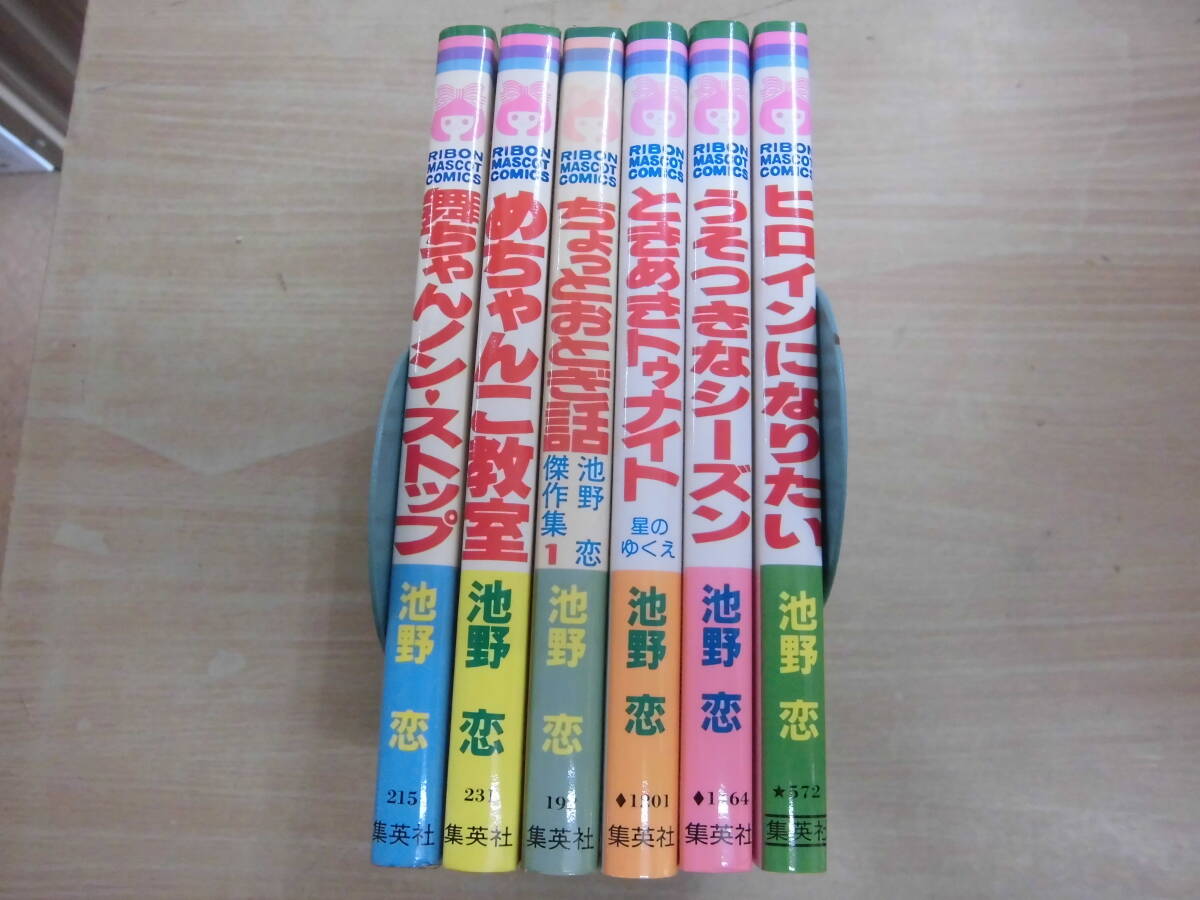 RIBON
MASCOT
COMICS
舞ちゃんノン・ストップ
池野 恋
215
集英社
RIBON
MASCOT
COMICS
めちゃんこ教室
池野 恋
231
集英社
RIBON
MASCOT
COMICS
ちょっとおとぎ話
池野 恋
傑作集1
池野 恋
集英社
RIBON
MASCOT
COMICS
ときめきトゥナイト
星の
ゆくえ
池野 恋
♦1201
集英社
RIBON
MASCOT
COMICS
うそつきなシーズン
池野 恋
集英社
RIBON
MASCOT
COMICS
ヒロインになりたい
池野 恋
★572
集英社